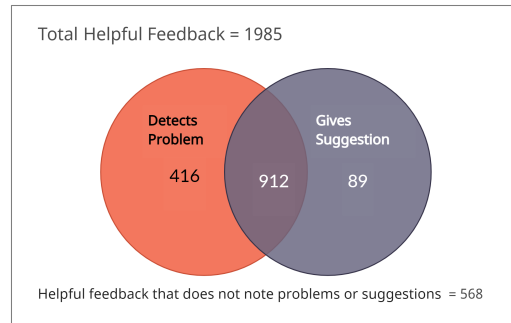 Total Helpful Feedback = 1985
Detects
Problem
Gives
Suggestion
416
912
89
Helpful feedback that does not note problems or suggestions = 568